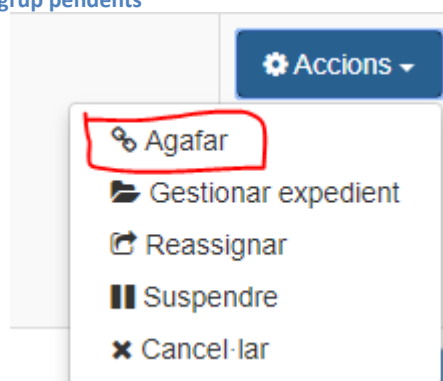 grup pendents
Accions
Agafar
Gestionar expedient
Reassignar
Suspendre
Cancel·lar